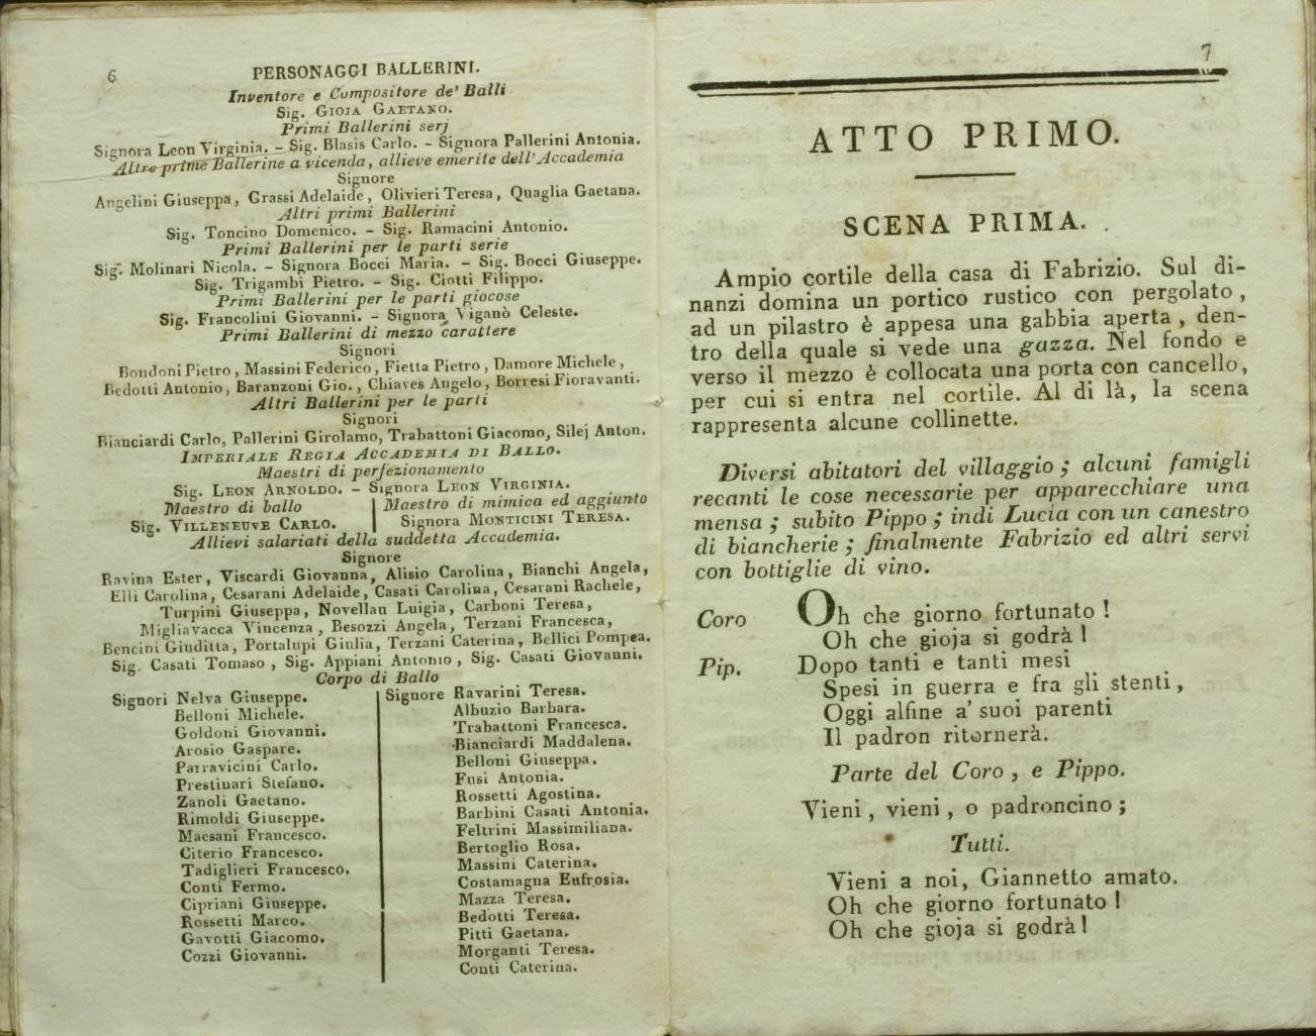 6
PERSONAGGI BALLERINI.
Inventore e Compositore de' Balli
Sig. GIOJA GAETANO.
Primi Ballerini serj
Signora Leon Virginia. - Sig. Blasis Carlo. - Signora Pallerini Antonia.
Altre prime Ballerine a vicenda, allieve emerite dell'Accademia
Signore
Angelini Giuseppa, Grassi Adelaide, Olivieri Teresa, Quaglia Gaetana.
Altri primi Ballerini
Sig. Toncino Domenico. - Sig. Ramacini Antonio.
Primi Ballerini per le parti serie
Sig. Molinari Nicola. - Signora Bocci Maria. - Sig. Bocci Giuseppe.
Sig. Trigambi Pietro. - Sig. Ciotti Filippo.
Primi Ballerini per le parti giocose
Sig. Francolini Giovanni. - Signora Viganò Celeste.
Primi Ballerini di mezzo carattere
Signori
Bondoni Pietro, Massini Federico, Fietta Pietro, Damore Michele,
Bedotti Antonio, Baranzoni Gio., Chiaves Angelo, Borresi Fioravanti.
Altri Ballerini per le parti
Signori
Bianciardi Carlo, Pallerini Girolamo, Trabattoni Giacomo, Silej Anton.
IMPERIALE REGIA ACCADEMIA DI BALLO.
Maestri di perfezionamento
Sig. LEON ARNOLDO. - Signora LEON VIRGINIA.
Maestro di ballo
Sig. VILLENEUVE CARLO.
Maestro di mimica ed aggiunto
Signora MONTICINI TERESA.
Allievi salariati della suddetta Accademia.
Signore
Ravina Ester, Viscardi Giovanna, Alisio Carolina, Bianchi Angela,
Elli Carolina, Cesarani Adelaide, Casati Carolina, Cesarani Rachele,
Turpini Giuseppa, Novellan Luigia, Carboni Teresa,
Migliavacca Vincenza, Besozzi Angela, Terzani Francesca,
Bencini Giuditta, Portalupi Giulia, Terzani Caterina, Bellici Pompea.
Sig. Casati Tomaso, Sig. Appiani Antonio, Sig. Casati Giovanni.
Corpo di Ballo
Signori Nelva Giuseppe.
Belloni Michele.
Goldoni Giovanni.
Arosio Gaspare.
Parravicini Carlo.
Prestinari Stefano.
Zanoli Gaetano.
Rimoldi Giuseppe.
Maesani Francesco.
Citerio Francesco.
Tadiglieri Francesco.
Conti Fermo.
Cipriani Giuseppe.
Rossetti Marco.
Gavotti Giacomo.
Cozzi Giovanni.
Signore Ravarini Teresa.
Albuzio Barbara.
Trabattoni Francesca.
Bianciardi Maddalena.
Belloni Giuseppa.
Fusi Antonia.
Rossetti Agostina.
Barbini Casati Antonia.
Feltrini Massimiliana.
Bertoglio Rosa.
Massini Caterina.
Costamagna Eufrosia.
Mazza Teresa.
Bedotti Teresa.
Pitti Gaetana.
Morganti Teresa.
Conti Caterina.
7
ATTO PRIMO.
SCENA PRIMA.
Ampio cortile della casa di Fabrizio. Sul di-
nanzi domina un portico rustico con pergolato,
ad un pilastro è appesa una gabbia aperta, den-
tro della quale si vede una gazza. Nel fondo e
verso il mezzo è collocata una porta con cancello,
per cui si entra nel cortile. Al di là, la scena
rappresenta alcune collinette.
Diversi abitatori del villaggio; alcuni famigli
recanti le cose necessarie per apparecchiare una
mensa; subito Pippo; indi Lucia con un canestro
di biancherie; finalmente Fabrizio ed altri servi
con bottiglie di vino.
Coro Oh che giorno fortunato!
Oh che gioja si godrà!
Pip. Dopo tanti e tanti mesi
Spesi in guerra e fra gli stenti,
Oggi alfine a' suoi parenti
Il padron ritornerà.
Parte del Coro, e Pippo.
Vieni, vieni, o padroncino;
Tutti.
Vieni a noi, Giannetto amato.
Oh che giorno fortunato!
Oh che gioja si godrà!